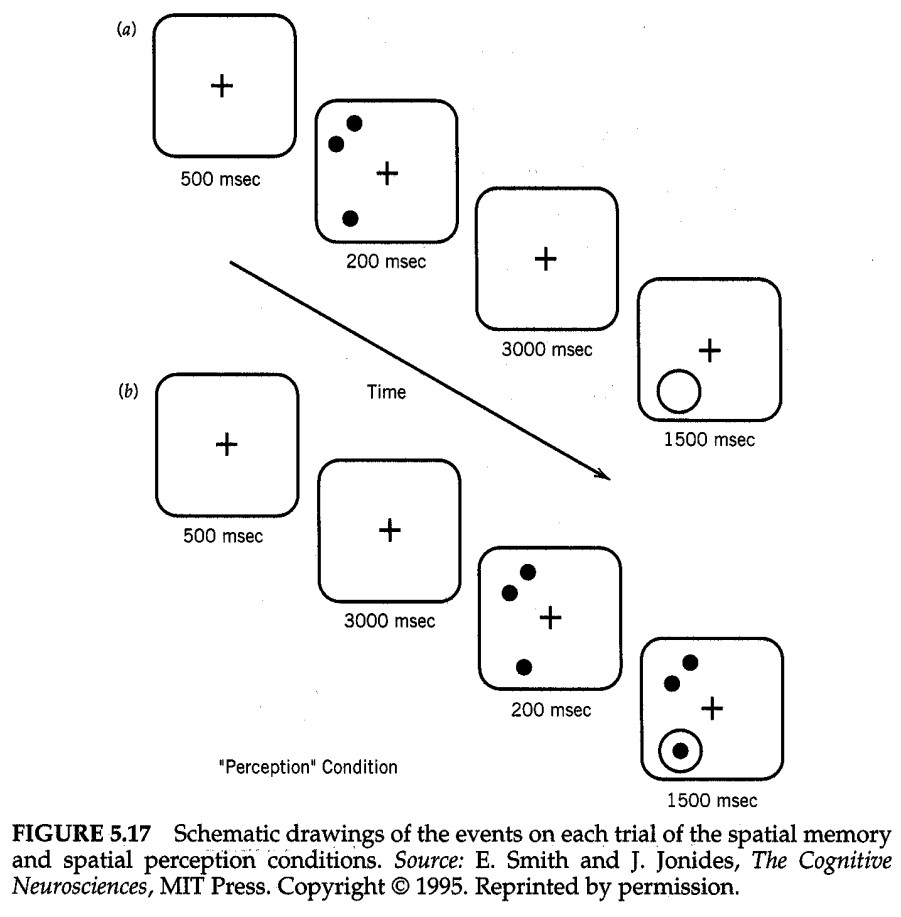 (a)
500 msec
200 msec
3000 msec
1500 msec
Time
(b)
500 msec
3000 msec
200 msec
1500 msec
"Perception" Condition
FIGURE 5.17 Schematic drawings of the events on each trial of the spatial memory
and spatial perception conditions. Source: E. Smith and J. Jonides, The Cognitive
Neurosciences, MIT Press. Copyright © 1995. Reprinted by permission.